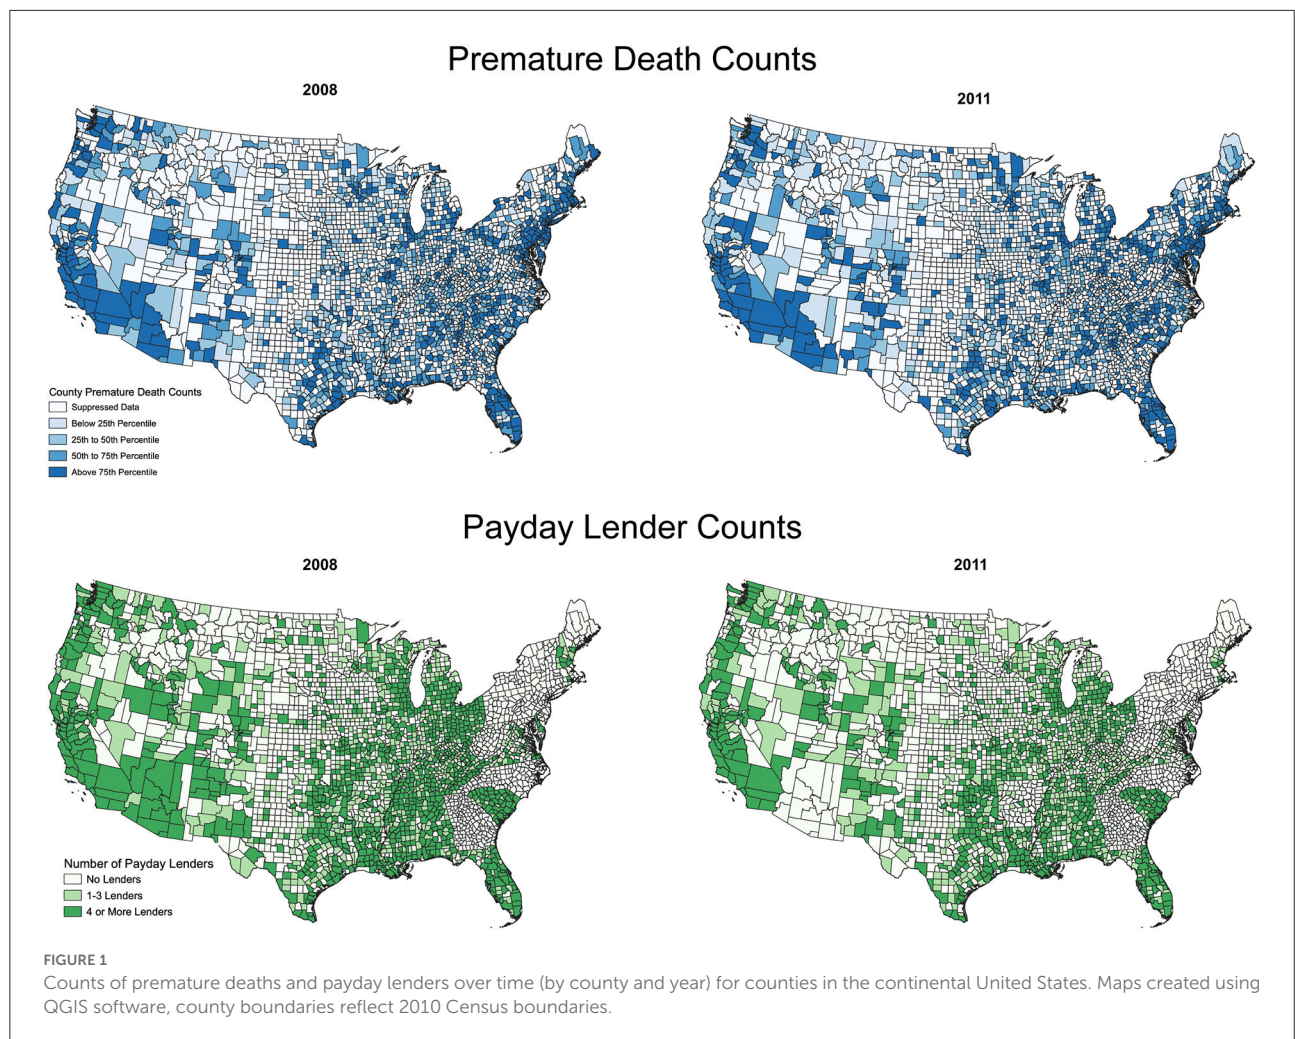 Premature Death Counts
2008
2011
County Premature Death Counts
Suppressed Data
Below 25th Percentile
25th to 50th Percentile
50th to 75th Percentile
Above 75th Percentile
Payday Lender Counts
2008
2011
Number of Payday Lenders
No Lenders
1-3 Lenders
4 or More Lenders
FIGURE 1
Counts of premature deaths and payday lenders over time (by county and year) for counties in the continental United States. Maps created using
QGIS software, county boundaries reflect 2010 Census boundaries.